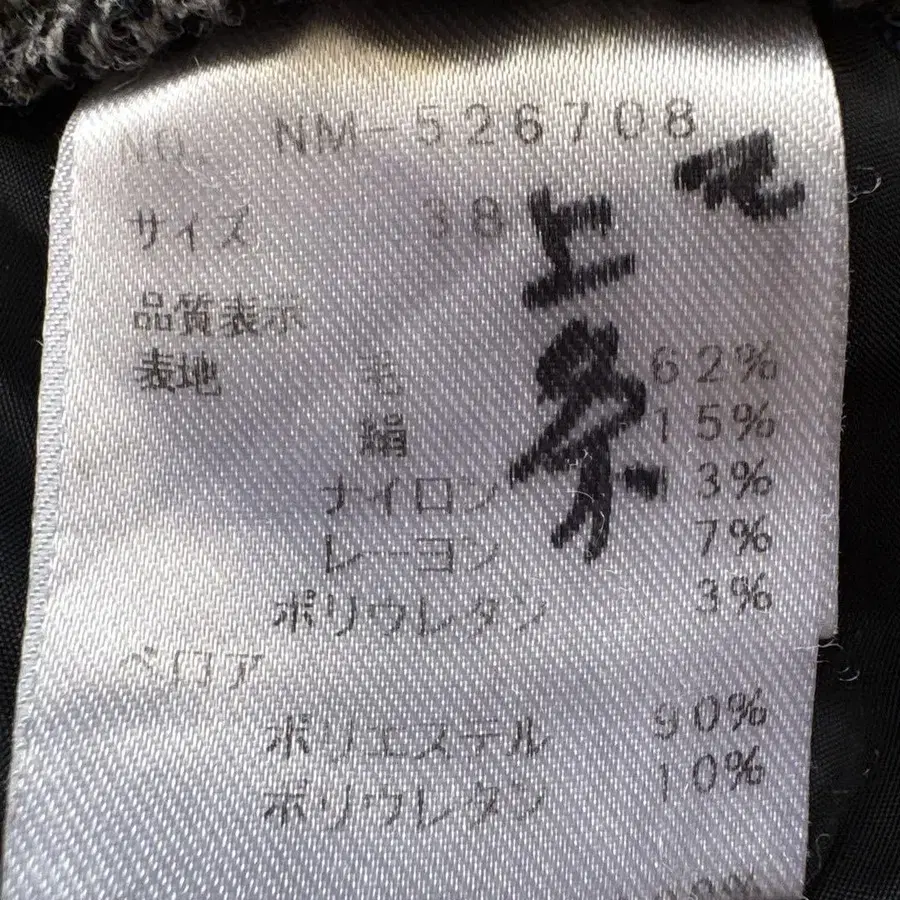 NO. NM-526708
サイズ 38
上
品質表示
表地 毛 62%
絹 15%
ナイロン 13%
レーヨン 7%
ポリウレタン 3%
ベロア
ポリエステル 90%
ポリウレタン 10%